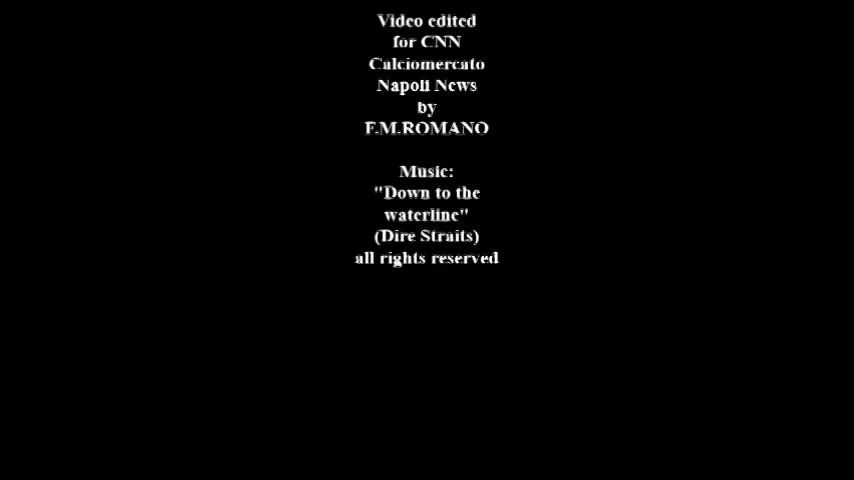 Video edited
for CNN
Calciomercato
Napoli News
by
F.M.ROMANO
Music:
"Down to the
waterline"
(Dire Straits)
all rights reserved